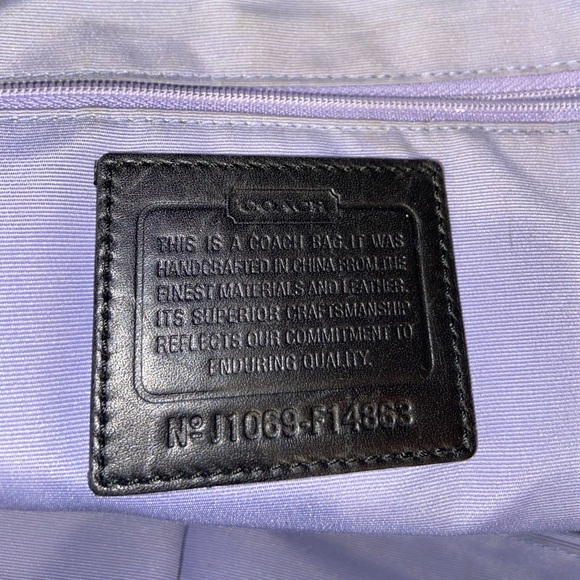 COACH
THIS IS A COACH BAG. IT WAS
HANDCRAFTED IN CHINA FROM THE
FINEST MATERIALS AND LEATHER.
ITS SUPERIOR CRAFTSMANSHIP
REFLECTS OUR COMMITMENT TO
ENDURING QUALITY.
Nº J1069-F14863